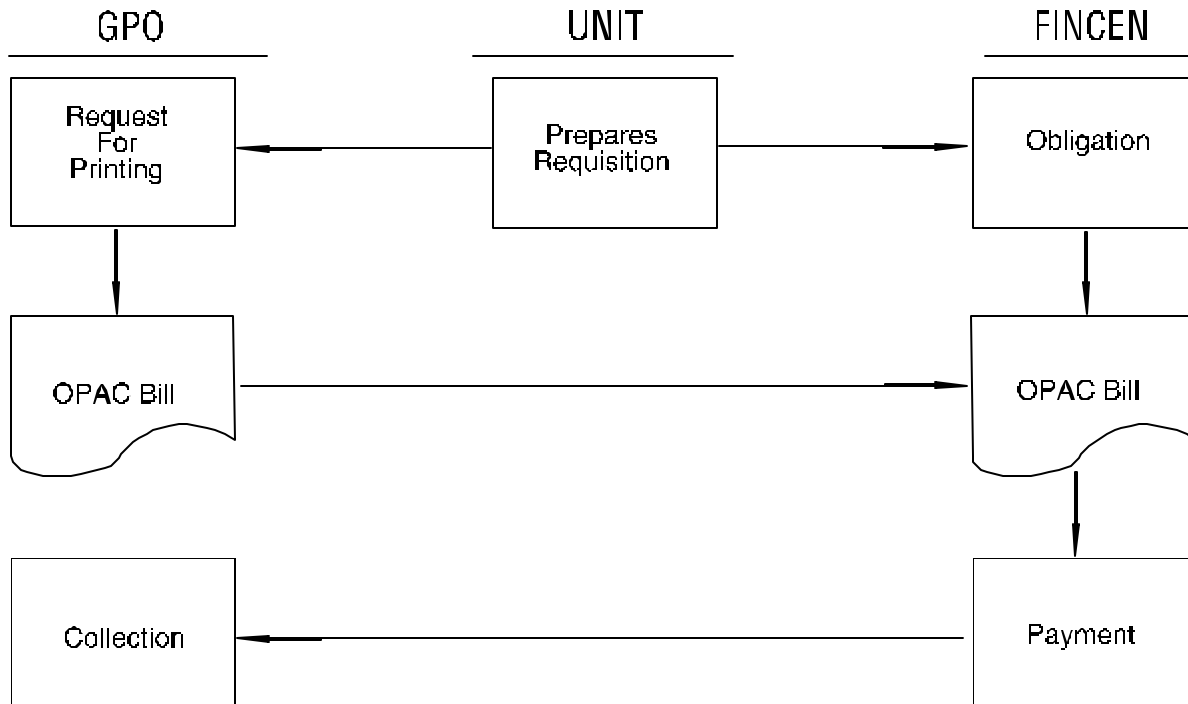 GPO
UNIT
FINCEN
Request
For
Printing
Prepares
Requisition
Obligation
OPAC Bill
OPAC Bill
Collection
Payment